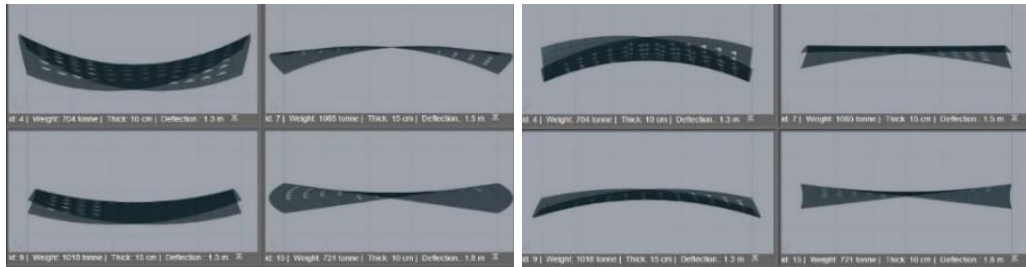 id: 4 | Weight: 704 tonne | Thick: 10 cm | Deflection.: 1.3 m
id: 7 | Weight: 1085 tonne | Thick: 15 cm | Deflection.: 1.5 m
id: 4 | Weight: 704 tonne | Thick: 10 cm | Deflection.: 1.3 m
id: 7 | Weight: 1085 tonne | Thick: 15 cm | Deflection.: 1.5 m
id: 9 | Weight: 1018 tonne | Thick: 15 cm | Deflection.: 1.3 m
id: 15 | Weight: 721 tonne | Thick: 10 cm | Deflection.: 1.8 m
id: 9 | Weight: 1018 tonne | Thick: 15 cm | Deflection.: 1.3 m
id: 15 | Weight: 721 tonne | Thick: 10 cm | Deflection.: 1.8 m